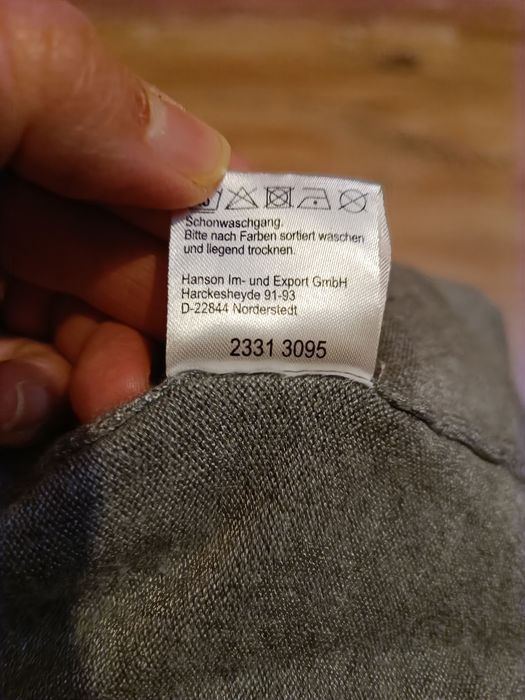 Schonwaschgang.
Bitte nach Farben sortiert waschen
und liegend trocknen.
Hanson Im- und Export GmbH
Harckesheyde 91-93
D-22844 Norderstedt
2331 3095